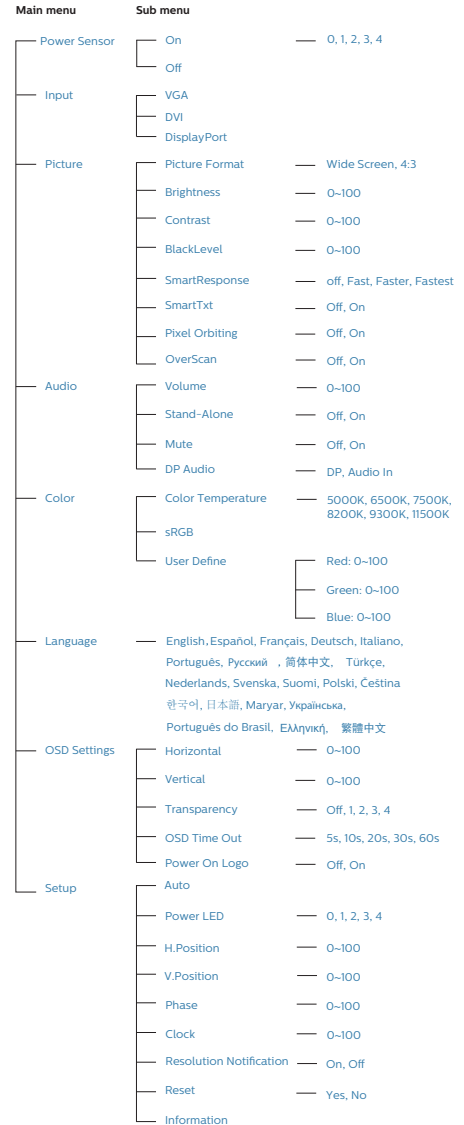 Main menu Sub menu
Power Sensor On 0, 1, 2, 3, 4
Off
Input VGA
DVI
DisplayPort
Picture Picture Format Wide Screen, 4:3
Brightness 0~100
Contrast 0~100
BlackLevel 0~100
SmartResponse off, Fast, Faster, Fastest
SmartTxt Off, On
Pixel Orbiting Off, On
OverScan Off, On
Audio Volume 0~100
Stand-Alone Off, On
Mute Off, On
DP Audio DP, Audio In
Color Color Temperature 5000K, 6500K, 7500K,
8200K, 9300K, 11500K
sRGB
User Define Red: 0~100
Green: 0~100
Blue: 0~100
Language English, Español, Français, Deutsch, Italiano,
Português, Русский , 简体中文, Türkçe,
Nederlands, Svenska, Suomi, Polski, Čeština
한국어, 日本語, Maryar, Українська,
Português do Brasil, Ελληνική, 繁體中文
OSD Settings Horizontal 0~100
Vertical 0~100
Transparency Off, 1, 2, 3, 4
OSD Time Out 5s, 10s, 20s, 30s, 60s
Power On Logo Off, On
Setup Auto
Power LED 0, 1, 2, 3, 4
H.Position 0~100
V.Position 0~100
Phase 0~100
Clock 0~100
Resolution Notification On, Off
Reset Yes, No
Information